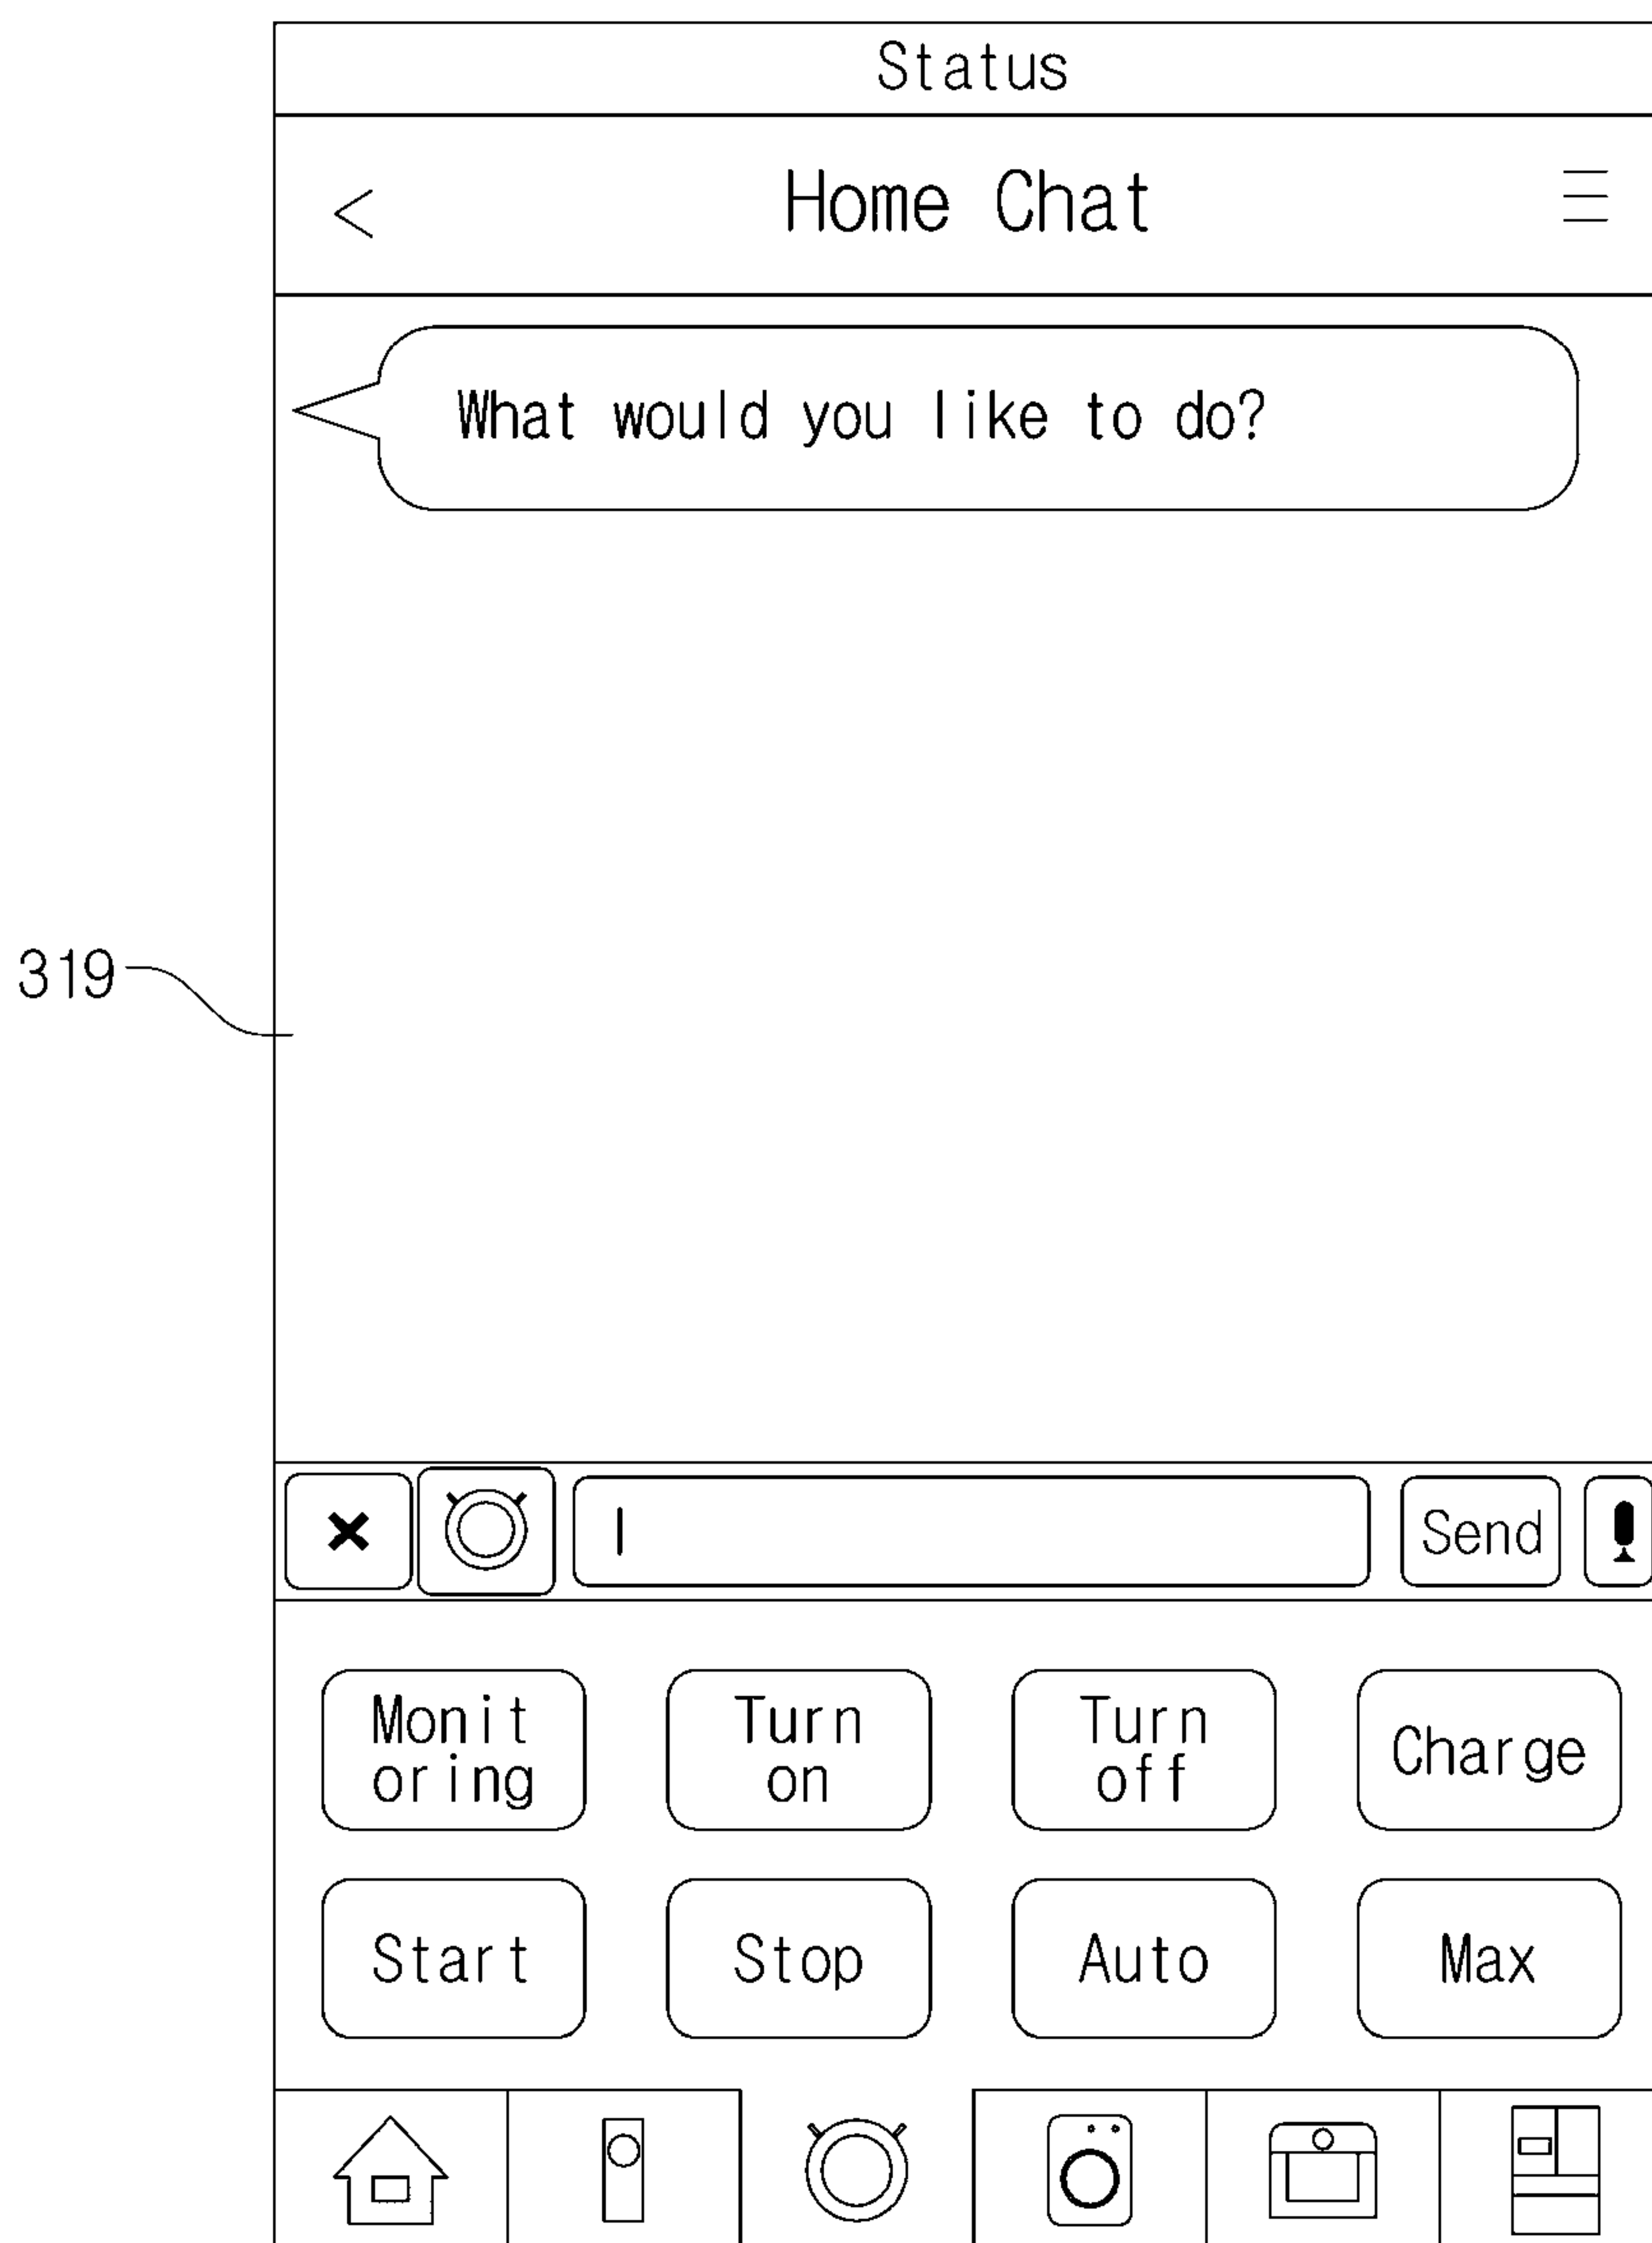 Status
< Home Chat
What would you like to do?
319
Send
Monit
oring
Turn
on
Turn
off
Charge
Start
Stop
Auto
Max